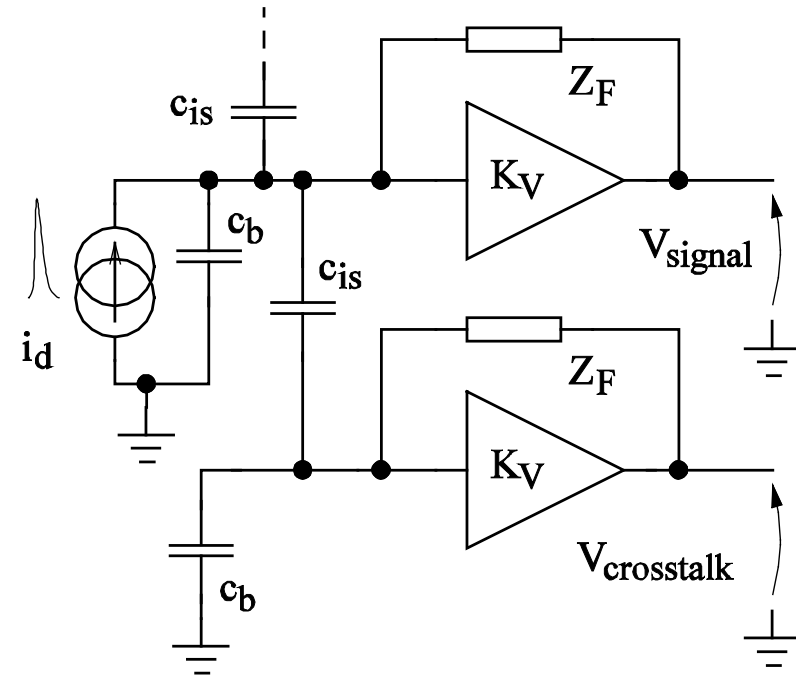 Z_F
c_is
K_V
c_b
V_signal
c_is
i_d
Z_F
K_V
V_crosstalk
c_b